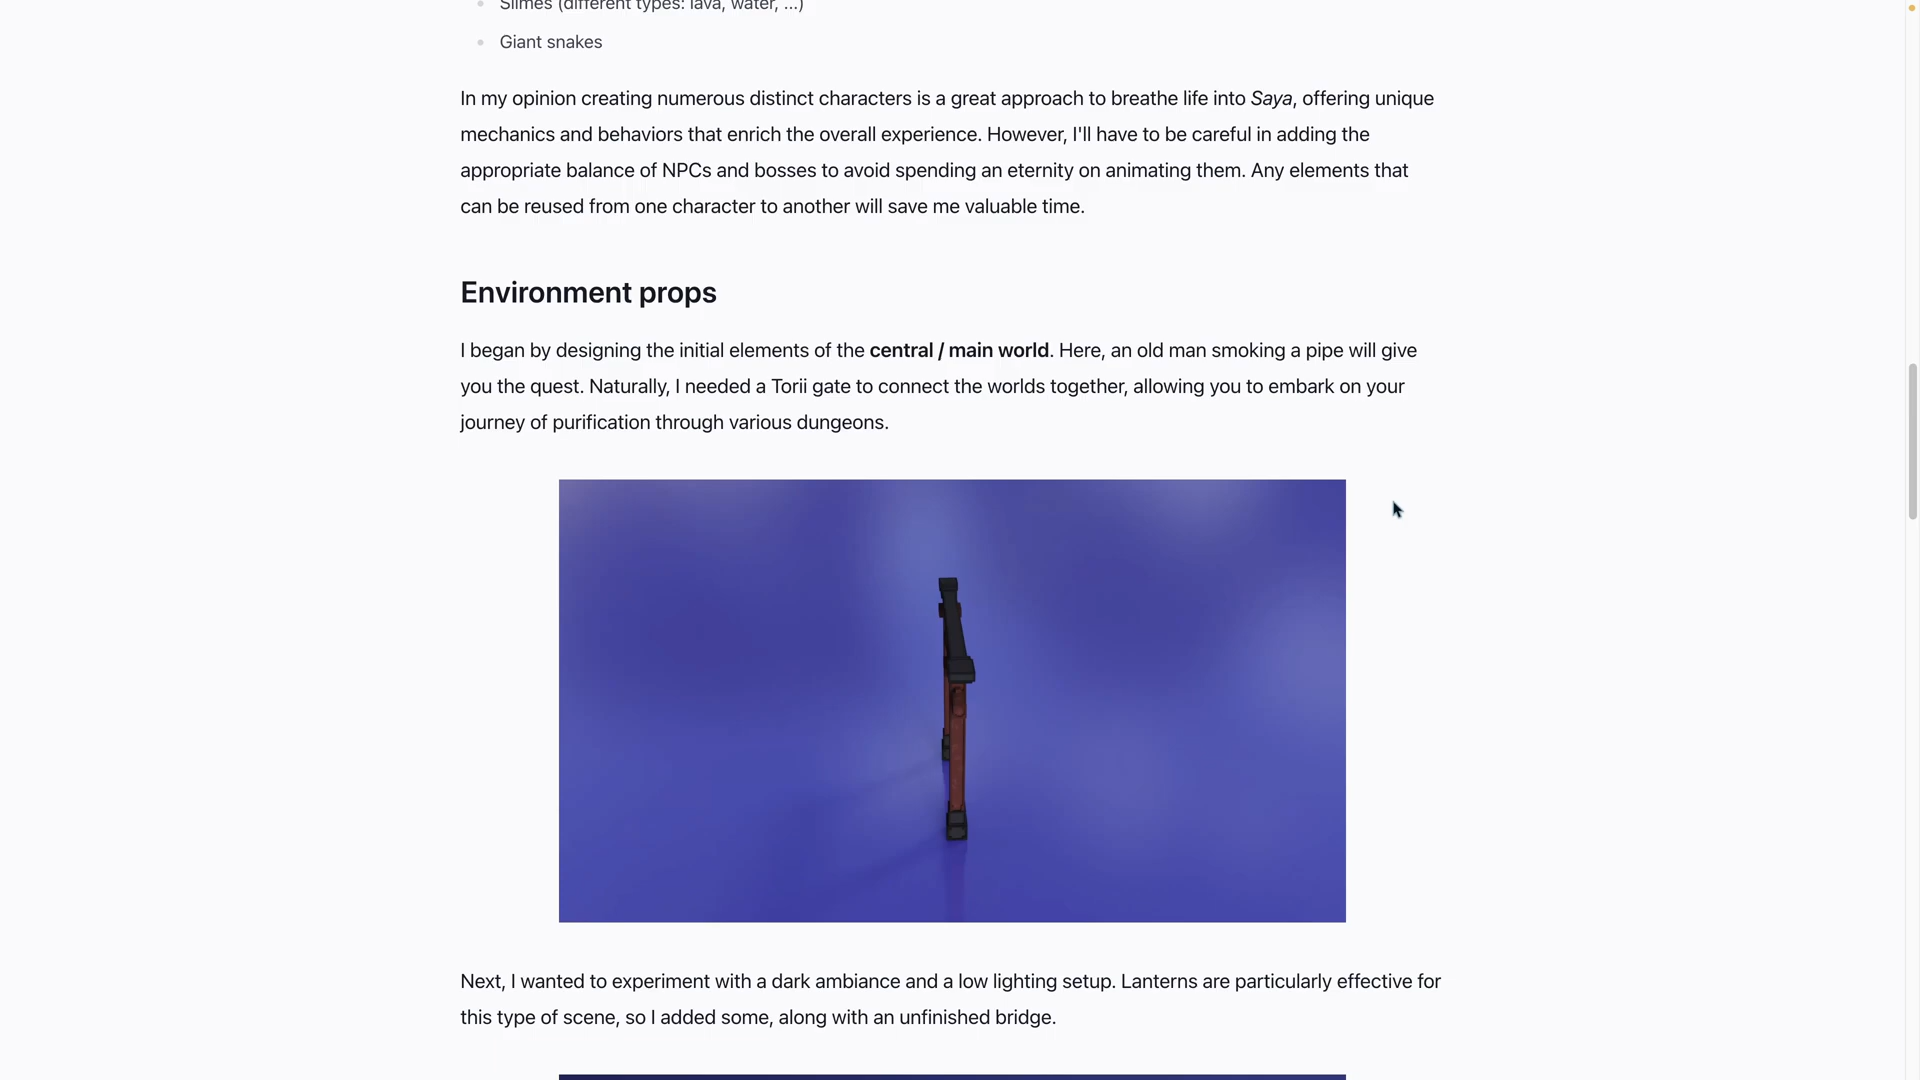 Slimes (different types: lava, water, ...)
Giant snakes
In my opinion creating numerous distinct characters is a great approach to breathe life into Saya, offering unique
mechanics and behaviors that enrich the overall experience. However, I'll have to be careful in adding the
appropriate balance of NPCs and bosses to avoid spending an eternity on animating them. Any elements that
can be reused from one character to another will save me valuable time.
Environment props
I began by designing the initial elements of the central / main world. Here, an old man smoking a pipe will give
you the quest. Naturally, I needed a Torii gate to connect the worlds together, allowing you to embark on your
journey of purification through various dungeons.
Next, I wanted to experiment with a dark ambiance and a low lighting setup. Lanterns are particularly effective for
this type of scene, so I added some, along with an unfinished bridge.